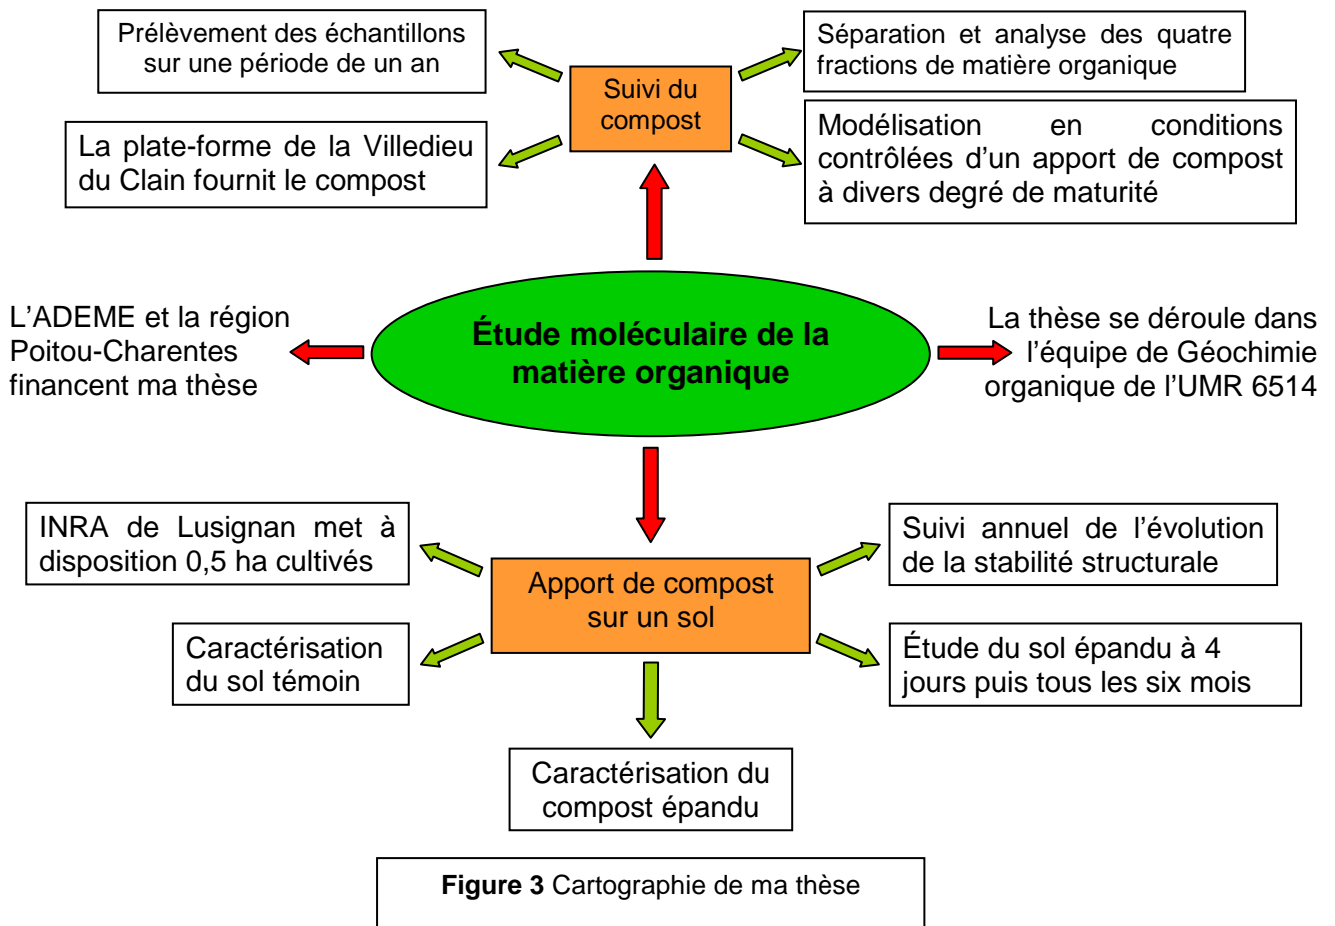 Prélèvement des échantillons
sur une période de un an
Séparation et analyse des quatre
fractions de matière organique
Suivi du
compost
La plate-forme de la Villedieu
du Clain fournit le compost
Modélisation en conditions
contrôlées d'un apport de compost
à divers degré de maturité
L'ADEME et la région
Poitou-Charentes
financent ma thèse
Étude moléculaire de la
matière organique
La thèse se déroule dans
l'équipe de Géochimie
organique de l'UMR 6514
INRA de Lusignan met à
disposition 0,5 ha cultivés
Suivi annuel de l'évolution
de la stabilité structurale
Apport de compost
sur un sol
Caractérisation
du sol témoin
Étude du sol épandu à 4
jours puis tous les six mois
Caractérisation du
compost épandu
Figure 3 Cartographie de ma thèse